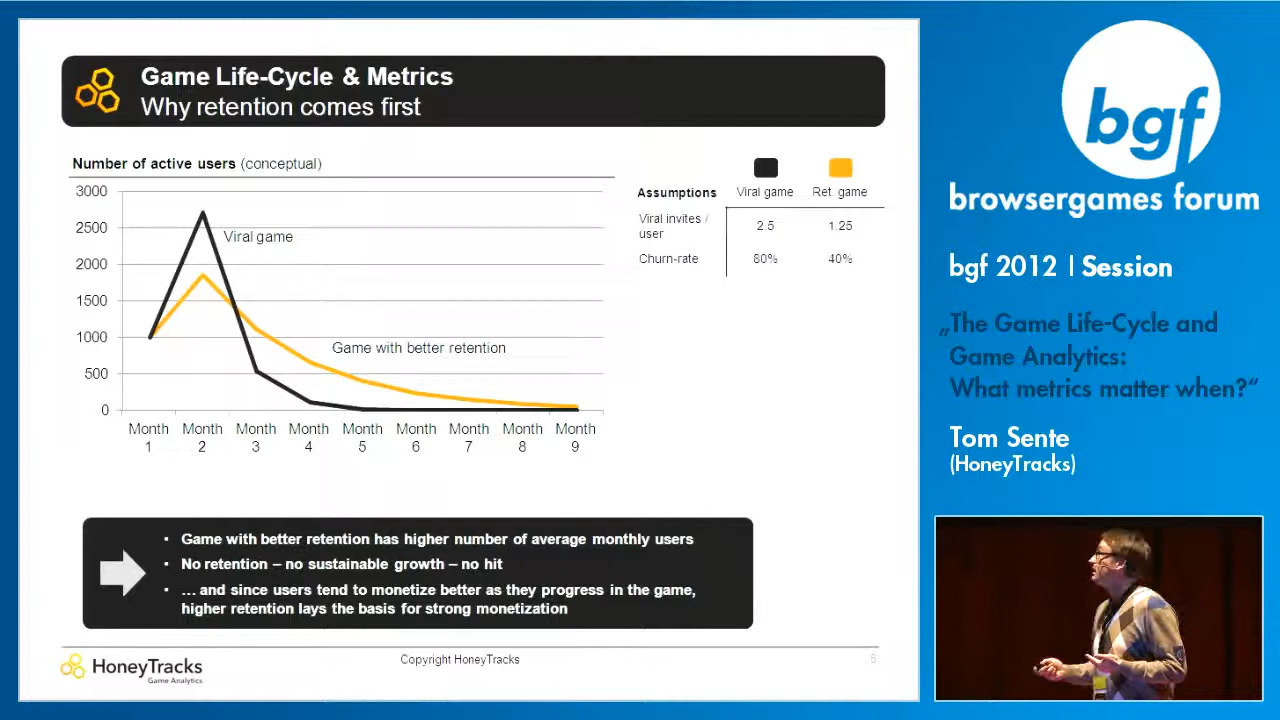 Game Life-Cycle & Metrics
Why retention comes first
Number of active users (conceptual)
3000
2500
2000
1500
1000
500
0
Viral game
Game with better retention
Month 1
Month 2
Month 3
Month 4
Month 5
Month 6
Month 7
Month 8
Month 9
Assumptions Viral game Ret. game
Viral invites /
user 2.5 1.25
Churn-rate 80% 40%
• Game with better retention has higher number of average monthly users
• No retention – no sustainable growth – no hit
• … and since users tend to monetize better as they progress in the game,
higher retention lays the basis for strong monetization
HoneyTracks
Game Analytics
Copyright HoneyTracks
6
bgf
browsergames forum
bgf 2012 | Session
„The Game Life-Cycle and
Game Analytics:
What metrics matter when?“
Tom Sente
(HoneyTracks)